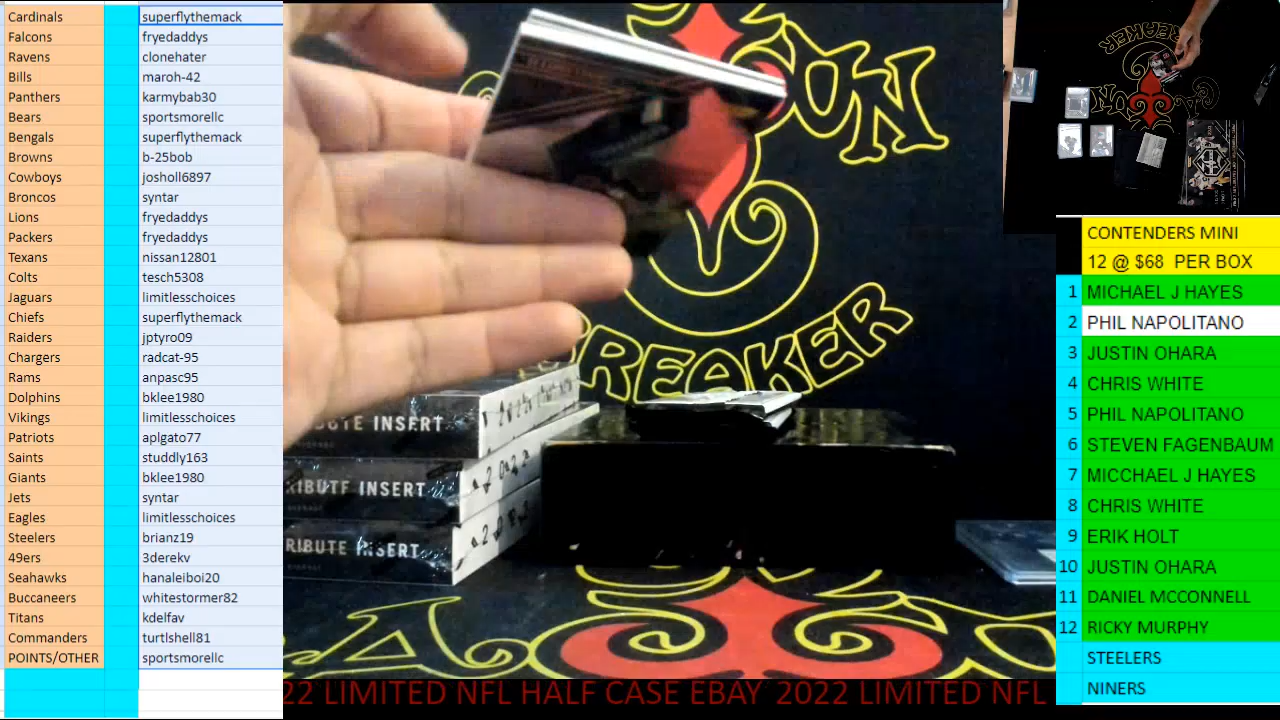 Cardinals superflythemack
Falcons fryedaddys
Ravens clonehater
Bills maroh-42
Panthers karmybab30
Bears sportsmorellc
Bengals superflythemack
Browns b-25bob
Cowboys josholl6897
Broncos syntar
Lions fryedaddys
Packers fryedaddys
Texans nissan12801
Colts tesch5308
Jaguars limitlesschoices
Chiefs superflythemack
Raiders jptyro09
Chargers radcat-95
Rams anpasc95
Dolphins bklee1980
Vikings limitlesschoices
Patriots aplgato77
Saints studdly163
Giants bklee1980
Jets syntar
Eagles limitlesschoices
Steelers brianz19
49ers 3derekv
Seahawks hanaleiboi20
Buccaneers whitestormer82
Titans kdelfav
Commanders turtlshell81
POINTS/OTHER sportsmorellc
ON
BREAKER
BUTE INSERT
RIBUTE INSERT
RIBUTE INSERT
22 LIMITED NFL HALF CASE EBAY 2022 LIMITED NFL
BREAKER
CONTENDERS MINI
12 @ $68 PER BOX
1 MICHAEL J HAYES
2 PHIL NAPOLITANO
3 JUSTIN OHARA
4 CHRIS WHITE
5 PHIL NAPOLITANO
6 STEVEN FAGENBAUM
7 MICCHAEL J HAYES
8 CHRIS WHITE
9 ERIK HOLT
10 JUSTIN OHARA
11 DANIEL MCCONNELL
12 RICKY MURPHY
STEELERS
NINERS